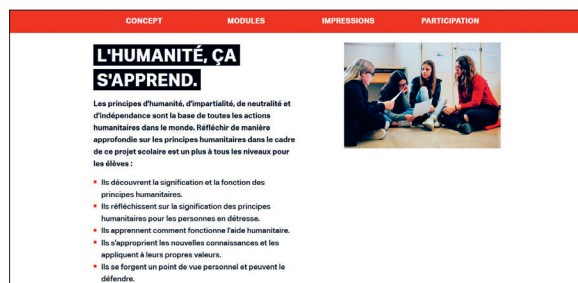 CONCEPT MODULES IMPRESSIONS PARTICIPATION
L'HUMANITÉ, ÇA
S'APPREND.
Les principes d'humanité, d'impartialité, de neutralité et
d'indépendance sont la base de toutes les actions
humanitaires dans le monde. Réfléchir de manière
approfondie sur les principes humanitaires dans le cadre
de ce projet scolaire est un plus à tous les niveaux pour
les élèves :
Ils découvrent la signification et la fonction des
principes humanitaires.
Ils réfléchissent sur la signification des principes
humanitaires pour les personnes en détresse.
Ils apprennent comment fonctionne l'aide humanitaire.
Ils s'approprient les nouvelles connaissances et les
appliquent à leurs propres valeurs.
Ils se forgent un point de vue personnel et peuvent le
défendre.